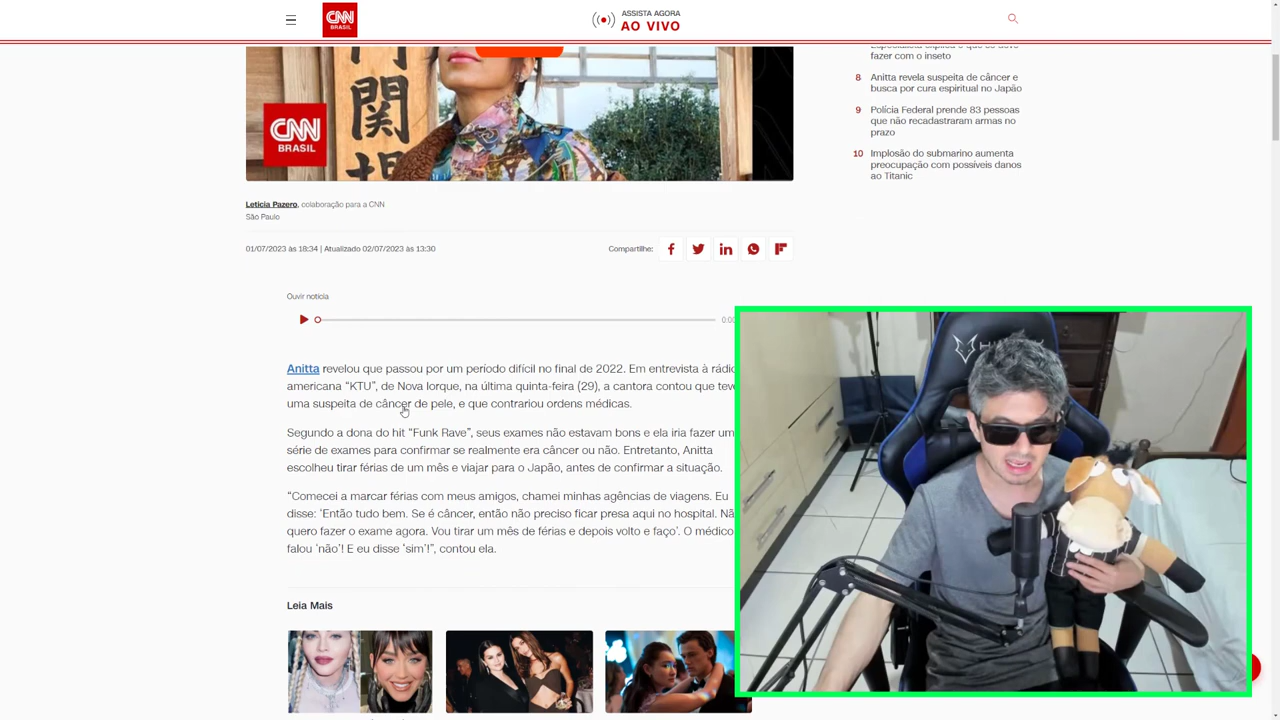 CNN
BRASIL
ASSISTA AGORA
AO VIVO
Especialista explica o que se deve
fazer com o inseto
8 Anitta revela suspeita de câncer e
busca por cura espiritual no Japão
9 Polícia Federal prende 83 pessoas
que não recadastraram armas no
prazo
10 Implosão do submarino aumenta
preocupação com possíveis danos
ao Titanic
門
関
CNN
BRASIL
Letícia Pazero, colaboração para a CNN
São Paulo
01/07/2023 às 18:34 | Atualizado 02/07/2023 às 13:30
Compartilhe:
Ouvir notícia
Anitta revelou que passou por um período difícil no final de 2022. Em entrevista à rádio
americana “KTU”, de Nova Iorque, na última quinta-feira (29), a cantora contou que teve
uma suspeita de câncer de pele, e que contrariou ordens médicas.
Segundo a dona do hit “Funk Rave”, seus exames não estavam bons e ela iria fazer uma
série de exames para confirmar se realmente era câncer ou não. Entretanto, Anitta
escolheu tirar férias de um mês e viajar para o Japão, antes de confirmar a situação.
“Comecei a marcar férias com meus amigos, chamei minhas agências de viagens. Eu
disse: ‘Então tudo bem. Se é câncer, então não preciso ficar presa aqui no hospital. Não
quero fazer o exame agora. Vou tirar um mês de férias e depois volto e faço’. O médico
falou ‘não’! E eu disse ‘sim’!”, contou ela.
Leia Mais